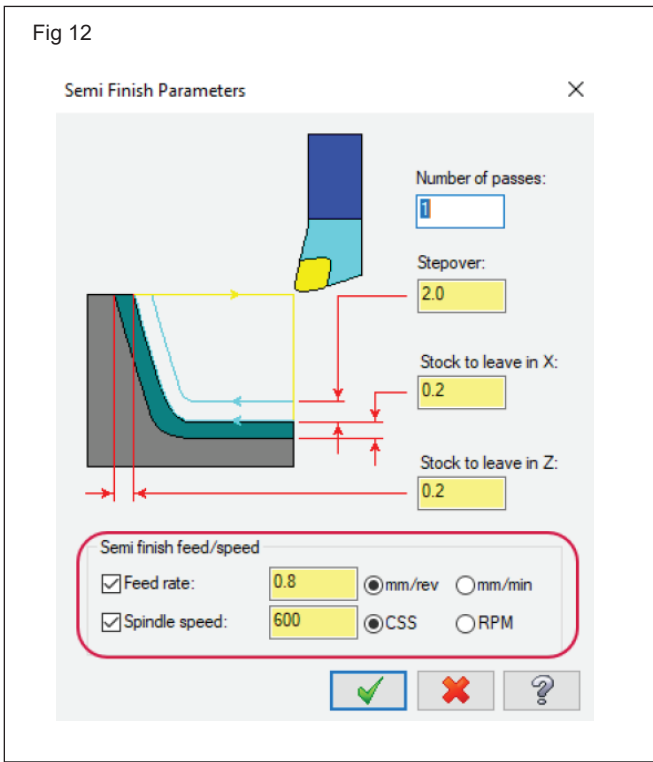 Fig 12
Semi Finish Parameters
Number of passes:
1
Stepover:
2.0
Stock to leave in X:
0.2
Stock to leave in Z:
0.2
Semi finish feed/speed
Feed rate: 0.8 mm/rev mm/min
Spindle speed: 600 CSS RPM